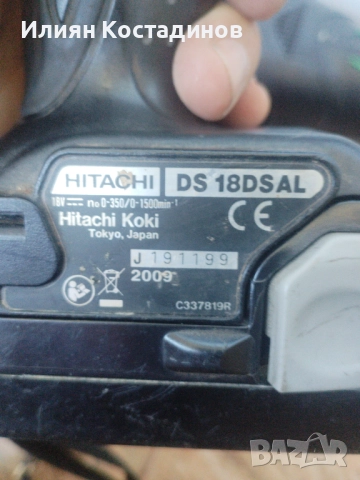 Илиян Костадинов
HITACHI DS 18DSAL
18V ⎓ n₀ 0-350/0-1500min⁻¹
Hitachi Koki
Tokyo, Japan
CE
J 191199
2009
C337819R
BAZAR